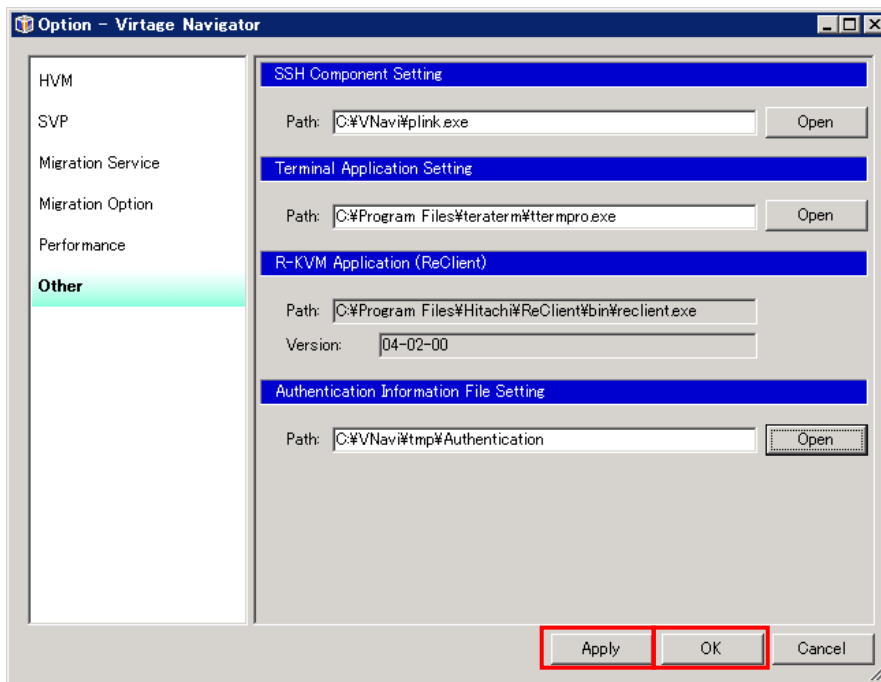 Option - Virtage Navigator
HVM
SVP
Migration Service
Migration Option
Performance
Other
SSH Component Setting
Path: C:¥VNavi¥plink.exe Open
Terminal Application Setting
Path: C:¥Program Files¥teraterm¥ttermpro.exe Open
R-KVM Application (ReClient)
Path: C:¥Program Files¥Hitachi¥ReClient¥bin¥reclient.exe
Version: 04-02-00
Authentication Information File Setting
Path: C:¥VNavi¥tmp¥Authentication Open
Apply OK Cancel